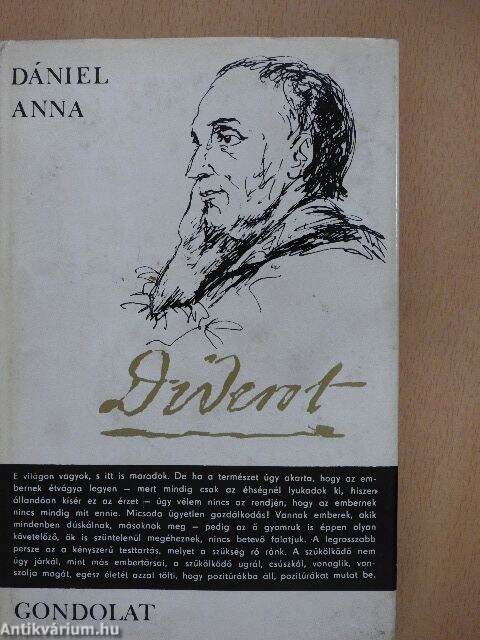 DÁNIEL
ANNA
Diderot
E világon vagyok, s itt is maradok. De ha a természet úgy akarta, hogy az em-
bernek étvágya legyen — mert mindig csak az éhségnél lyukadok ki, hiszen
állandóan kísér ez az érzet — úgy vélem nincs az rendjén, hogy az embernek
nincs mindig mit ennie. Micsoda ügyetlen gazdálkodás! Vannak emberek, akik
mindenben dúskálnak, másoknak meg — pedig az ő gyomruk is éppen olyan
követelőző, ők is szüntelenül megéheznek, nincs betevő falatjuk. A legrosszabb
persze az a kényszerű testtartás, melyet a szükség ró ránk. A szűkölködő nem
úgy járkál, mint más embertársai, a szűkölködő ugrál, csúszkál, vonaglik, von-
szolja magát, egész életét azzal tölti, hogy pozitúrákba áll, pozitúrákat mutat be.
GONDOLAT
Antikvárium.hu